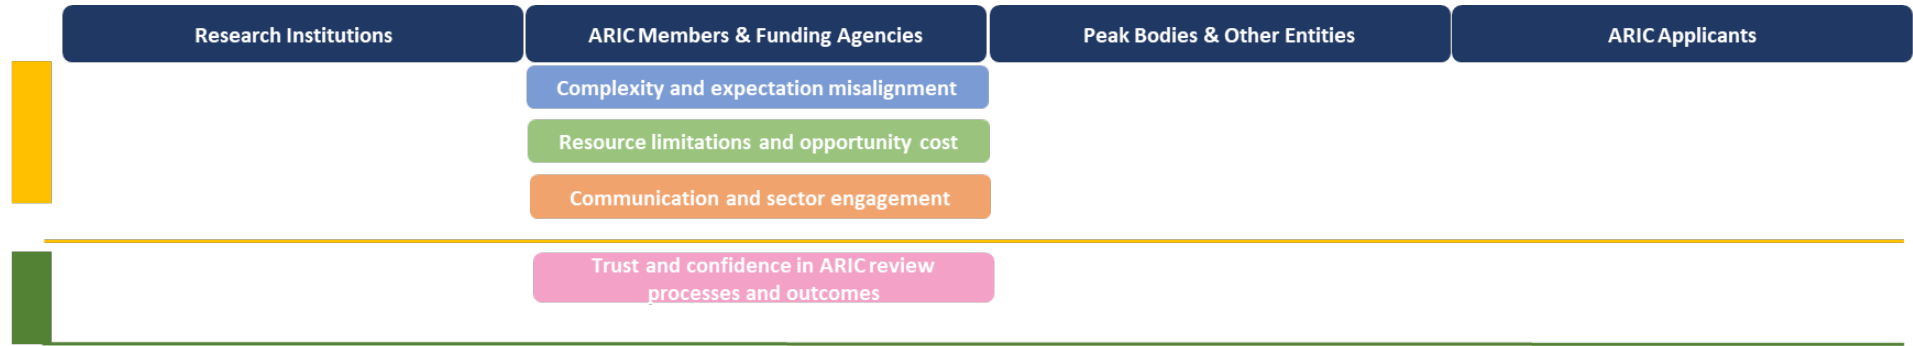 Research Institutions
ARIC Members & Funding Agencies
Peak Bodies & Other Entities
ARIC Applicants
Complexity and expectation misalignment
Resource limitations and opportunity cost
Communication and sector engagement
Trust and confidence in ARIC review
processes and outcomes